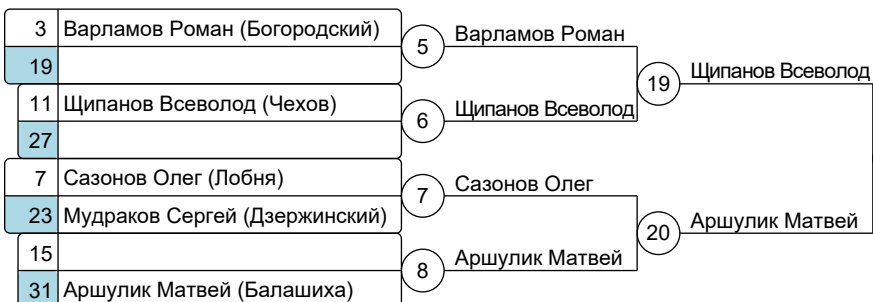 3 Варламов Роман (Богородский)
19
11 Щипанов Всеволод (Чехов)
27
7 Сазонов Олег (Лобня)
23 Мудраков Сергей (Дзержинский)
15
31 Аршулик Матвей (Балашиха)
5 Варламов Роман
6 Щипанов Всеволод
7 Сазонов Олег
8 Аршулик Матвей
19 Щипанов Всеволод
20 Аршулик Матвей